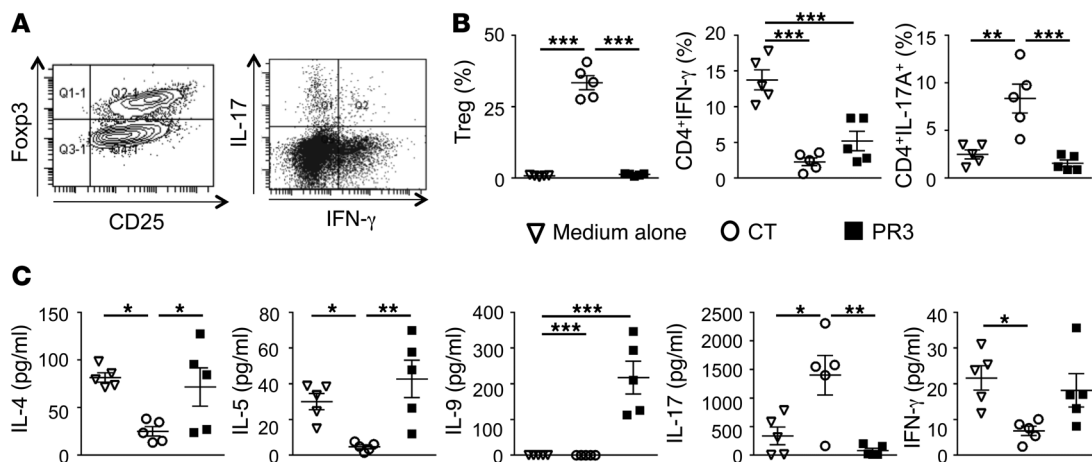 A
Foxp3
Q1-1
Q2-1
Q3-1
CD25
IL-17
Q1
Q2
IFN-γ
B
Treg (%)
50
25
0
***
***
CD4⁺IFN-γ (%)
20
15
10
5
0
***
***
CD4⁺IL-17A⁺ (%)
15
10
5
0
**
***
Medium alone
CT
PR3
C
IL-4 (pg/ml)
150
100
50
0
*
*
IL-5 (pg/ml)
80
60
40
20
0
*
**
IL-9 (pg/ml)
400
300
200
100
0
***
***
IL-17 (pg/ml)
2500
2000
1500
1000
500
0
*
**
IFN-γ (pg/ml)
40
30
20
10
0
*